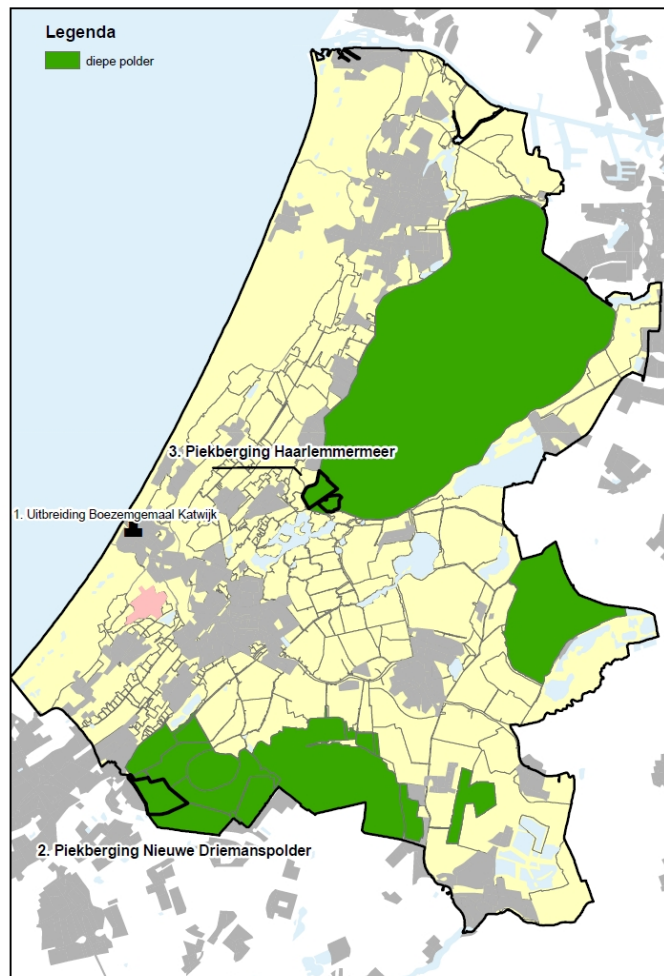 Legenda
diepe polder
3. Piekberging Haarlemmermeer
1. Uitbreiding Boezemgemaal Katwijk
2. Piekberging Nieuwe Driemanspolder